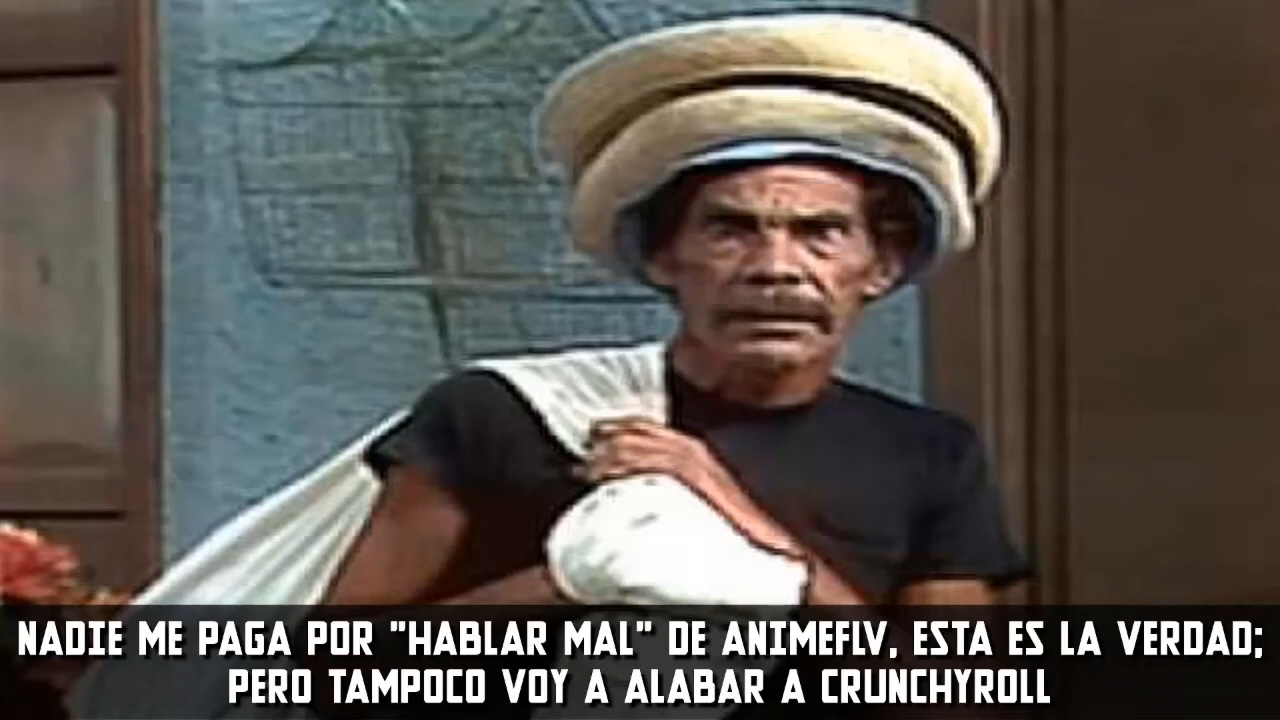 NADIE ME PAGA POR "HABLAR MAL" DE ANIMEFLV, ESTA ES LA VERDAD;
PERO TAMPOCO VOY A ALABAR A CRUNCHYROLL